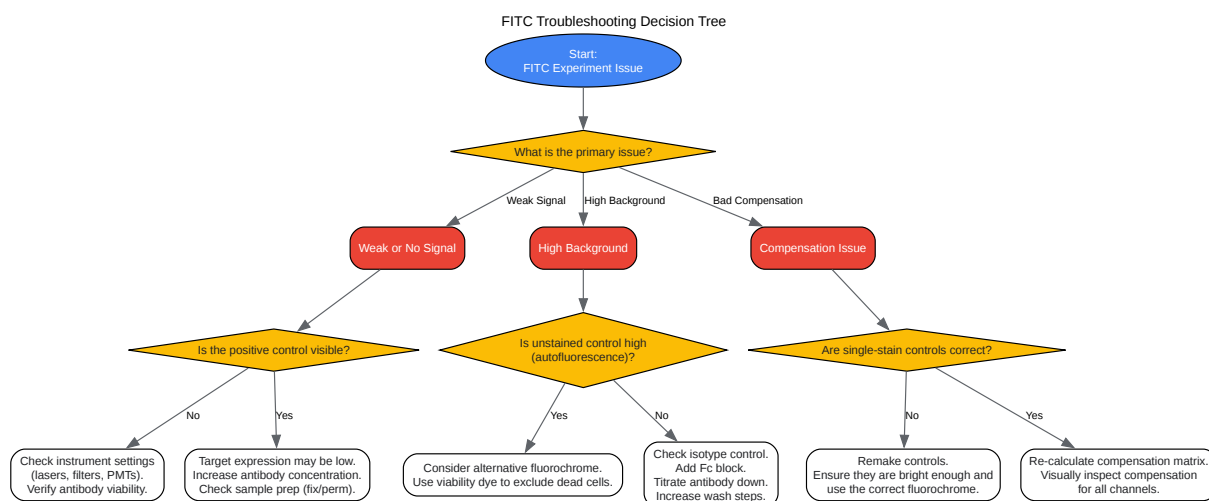 FITC Troubleshooting Decision Tree
Start:
FITC Experiment Issue
What is the primary issue?
Weak Signal
High Background
Bad Compensation
Weak or No Signal
High Background
Compensation Issue
Is the positive control visible?
Is unstained control high
(autofluorescence)?
Are single-stain controls correct?
No
Yes
Yes
No
No
Yes
Check instrument settings
(lasers, filters, PMTs).
Verify antibody viability.
Target expression may be low.
Increase antibody concentration.
Check sample prep (fix/perm).
Consider alternative fluorochrome.
Use viability dye to exclude dead cells.
Check isotype control.
Add Fc block.
Titrate antibody down.
Increase wash steps.
Remake controls.
Ensure they are bright enough and
use the correct fluorochrome.
Re-calculate compensation matrix.
Visually inspect compensation
for all channels.